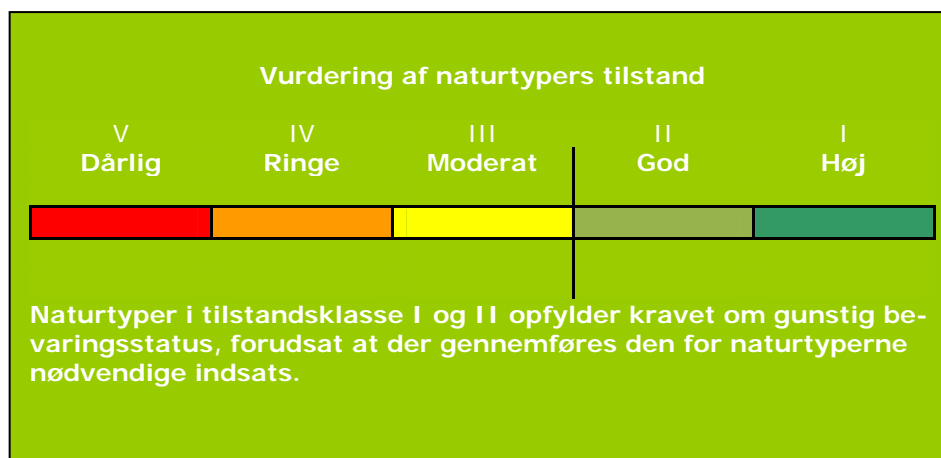 Vurdering af naturtypers tilstand
V IV III II I
Dårlig Ringe Moderat God Høj
Naturtyper i tilstandsklasse I og II opfylder kravet om gunstig be-
varingsstatus, forudsat at der gennemføres den for naturtyperne
nødvendige indsats.